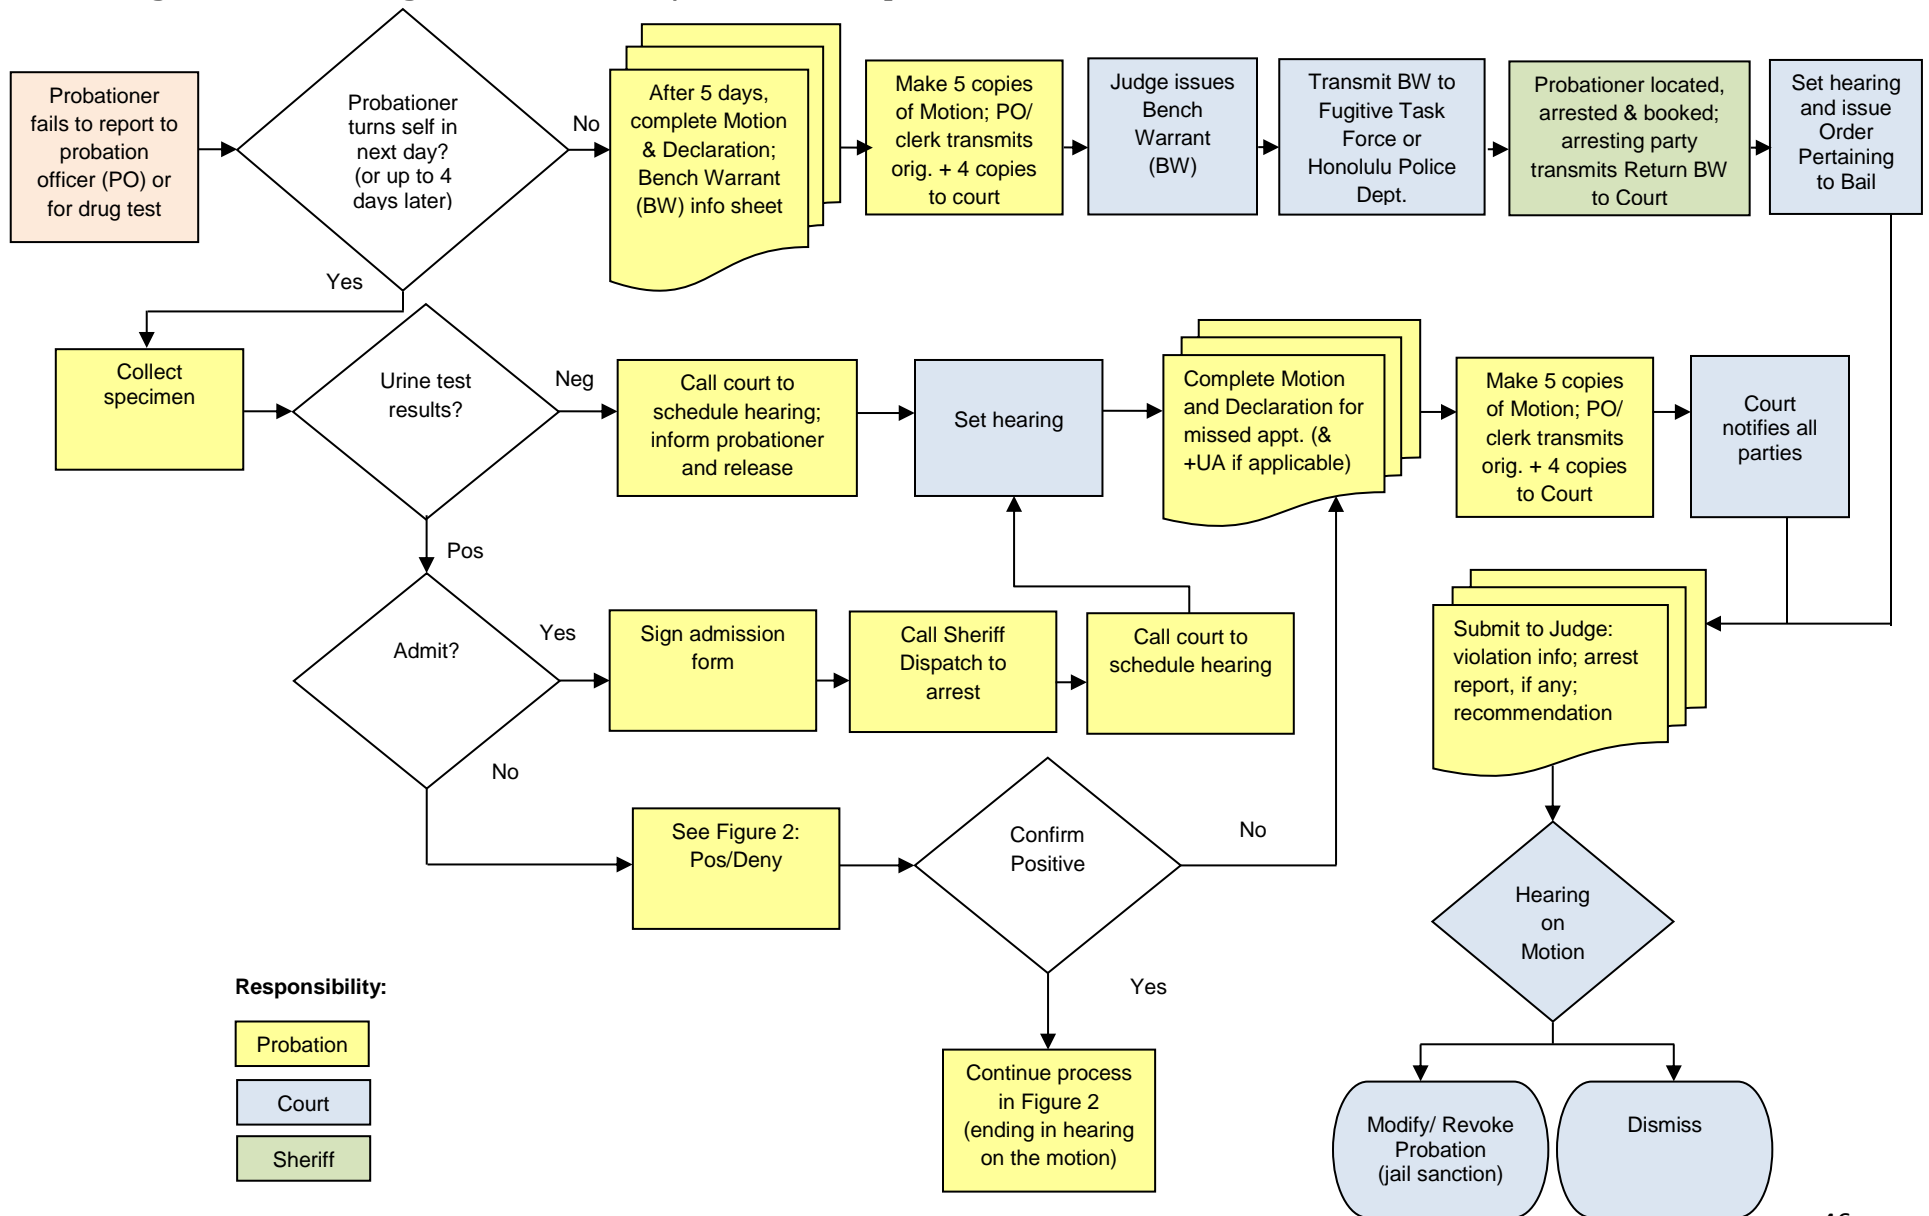 Probationer
fails to report to
probation
officer (PO) or
for drug test
Probationer
turns self in
next day?
(or up to 4
days later)
No
Yes
After 5 days,
complete Motion
& Declaration;
Bench Warrant
(BW) info sheet
Make 5 copies
of Motion; PO/
clerk transmits
orig. + 4 copies
to court
Judge issues
Bench
Warrant
(BW)
Transmit BW to
Fugitive Task
Force or
Honolulu Police
Dept.
Probationer located,
arrested & booked;
arresting party
transmits Return BW
to Court
Set hearing
and issue
Order
Pertaining
to Bail
Collect
specimen
Urine test
results?
Neg
Pos
Call court to
schedule hearing;
inform probationer
and release
Set hearing
Complete Motion
and Declaration for
missed appt. (&
+UA if applicable)
Make 5 copies
of Motion; PO/
clerk transmits
orig. + 4 copies
to Court
Court
notifies all
parties
Admit?
Yes
No
Sign admission
form
Call Sheriff
Dispatch to
arrest
Call court to
schedule hearing
Submit to Judge:
violation info; arrest
report, if any;
recommendation
See Figure 2:
Pos/Deny
Confirm
Positive
No
Yes
Hearing
on
Motion
Continue process
in Figure 2
(ending in hearing
on the motion)
Modify/ Revoke
Probation
(jail sanction)
Dismiss
Responsibility:
Probation
Court
Sheriff